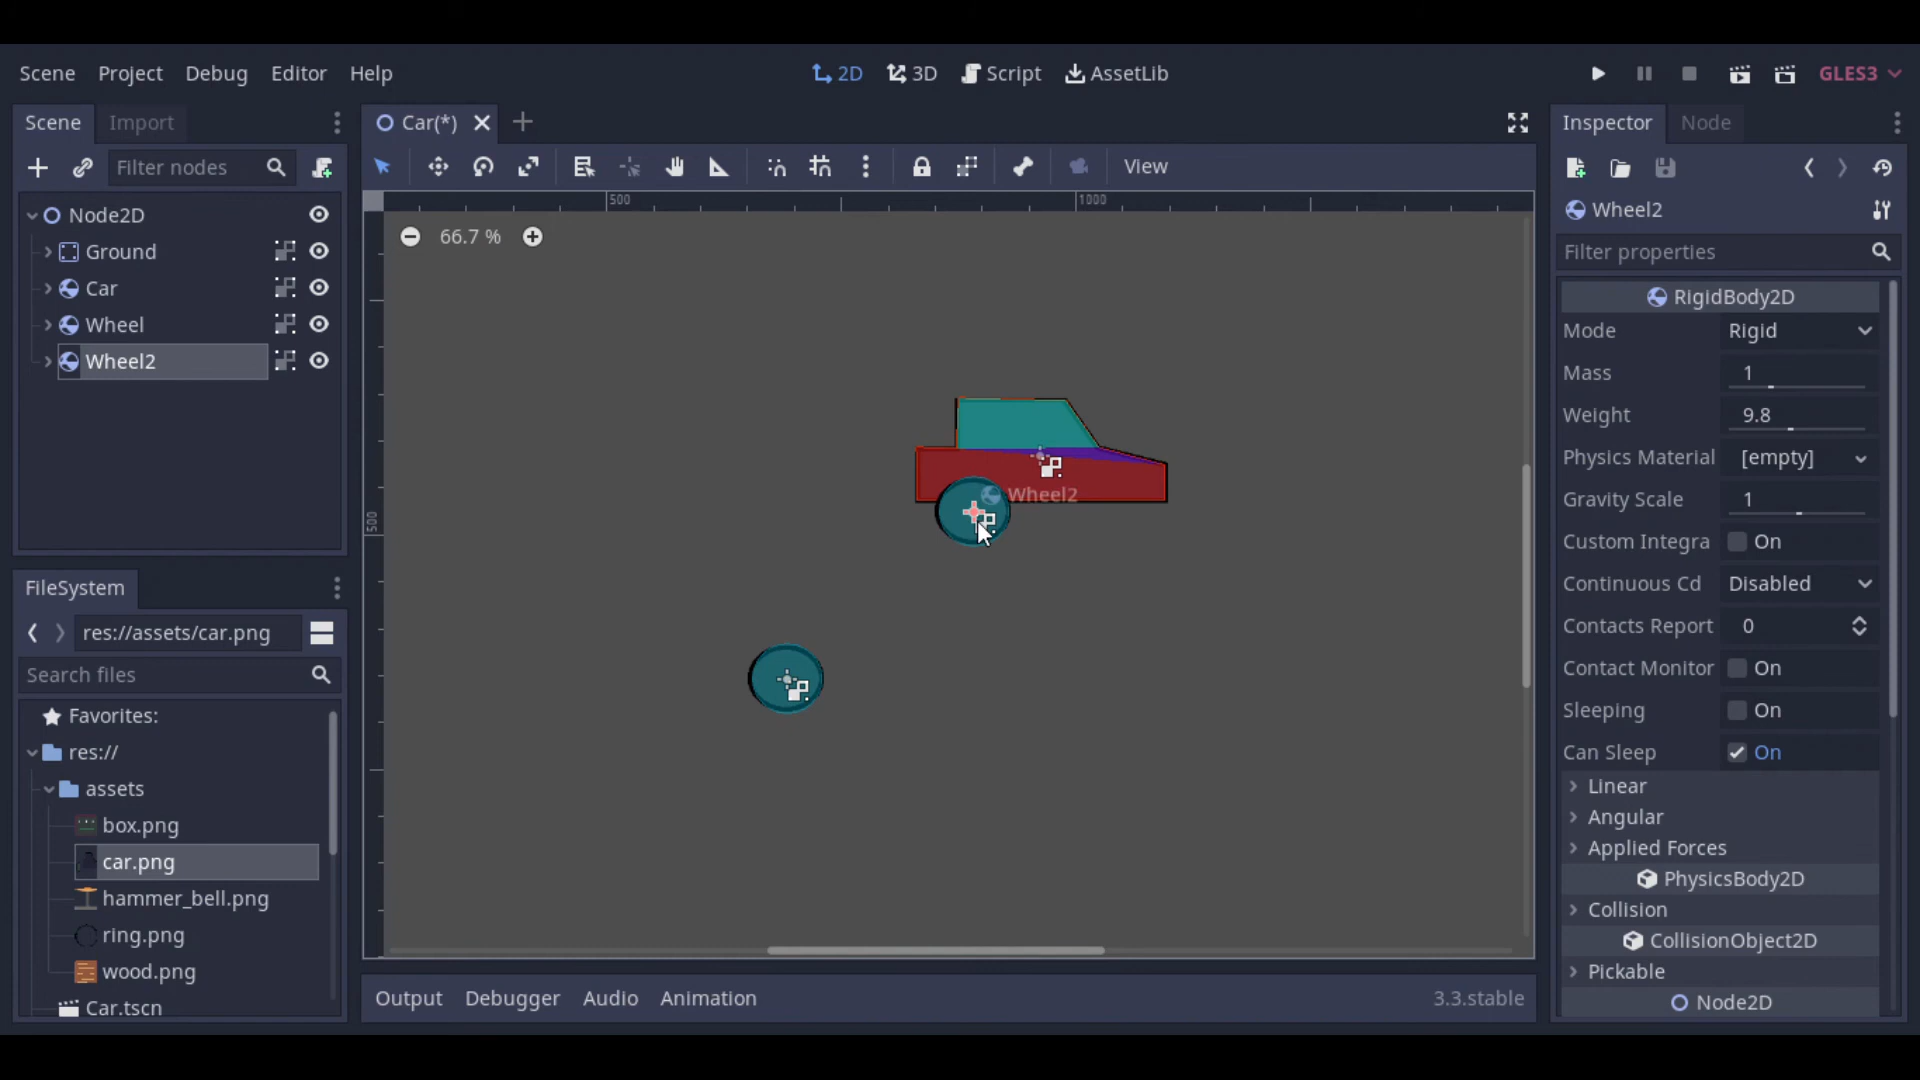 Scene Project Debug Editor Help
2D 3D Script AssetLib
GLES3
Scene Import
Filter nodes
Node2D
Ground
Car
Wheel
Wheel2
FileSystem
res://assets/car.png
Search files
Favorites:
res://
assets
box.png
car.png
hammer_bell.png
ring.png
wood.png
Car.tscn
Car(*)
View
500
1000
500
66.7 %
Wheel2
Output Debugger Audio Animation
3.3.stable
Inspector Node
Wheel2
Filter properties
RigidBody2D
Mode Rigid
Mass 1
Weight 9.8
Physics Material [empty]
Gravity Scale 1
Custom Integra On
Continuous Cd Disabled
Contacts Report 0
Contact Monitor On
Sleeping On
Can Sleep On
Linear
Angular
Applied Forces
PhysicsBody2D
Collision
CollisionObject2D
Pickable
Node2D